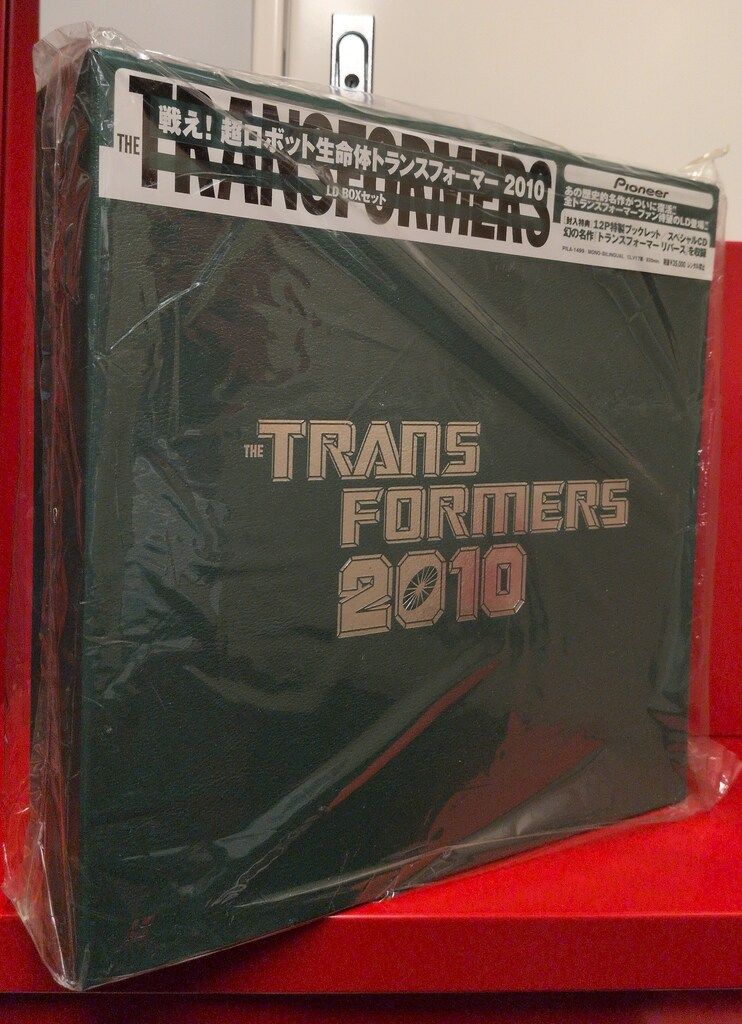 THE TRANSFORMERS
戦え! 超ロボット生命体トランスフォーマー 2010
LD BOXセット
Pioneer
あの歴史的名作がついに復活!!
全トランスフォーマーファン待望のLD登場!!
封入特典 12P特製ブックレット/スペシャルCD
幻の名作「トランスフォーマー リバース」を収録
PILA-1499 MONO-BILINGUAL
THE TRANS
FORMERS
2010